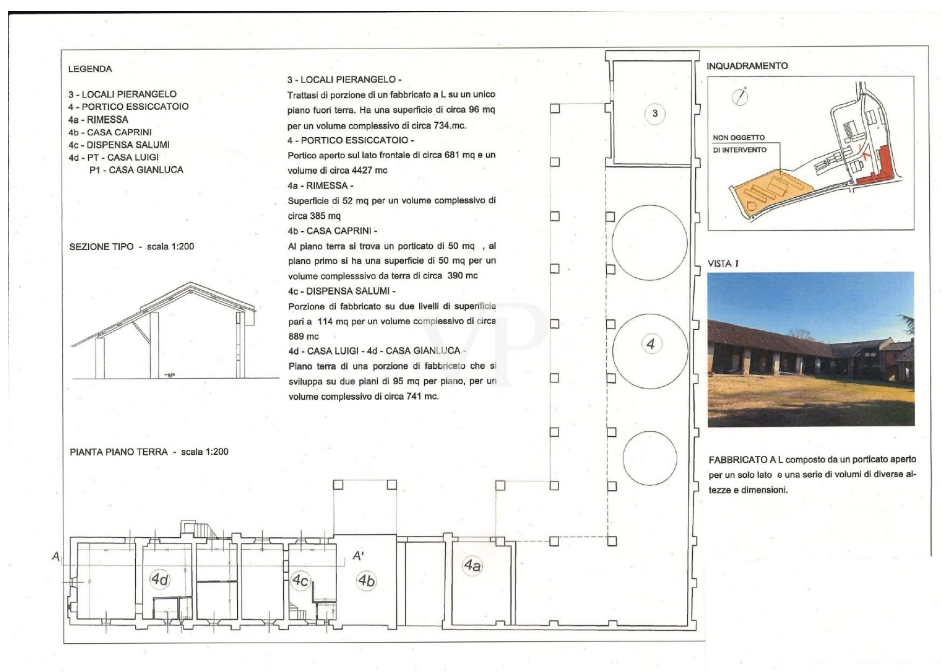 LEGENDA
3 - LOCALI PIERANGELO
4 - PORTICO ESSICCATOIO
4a - RIMESSA
4b - CASA CAPRINI
4c - DISPENSA SALUMI
4d - PT - CASA LUIGI
P1 - CASA GIANLUCA
SEZIONE TIPO - scala 1:200
3 - LOCALI PIERANGELO -
Trattasi di porzione di un fabbricato a L su un unico
piano fuori terra. Ha una superficie di circa 96 mq
per un volume complessivo di circa 734.mc.
4 - PORTICO ESSICCATOIO -
Portico aperto sul lato frontale di circa 681 mq e un
volume di circa 4427 mc
4a - RIMESSA -
Superficie di 52 mq per un volume complessivo di
circa 385 mq
4b - CASA CAPRINI -
Al piano terra si trova un porticato di 50 mq , al
piano primo si ha una superficie di 50 mq per un
volume complesssivo da terra di circa 390 mc
4c - DISPENSA SALUMI -
Porzione di fabbricato su due livelli di superificie
pari a 114 mq per un volume complessivo di circa
889 mc
4d - CASA LUIGI - 4d - CASA GIANLUCA -
Piano terra di una porzione di fabbricato che si
sviluppa su due piani di 95 mq per piano, per un
volume complessivo di circa 741 mc.
VP
PIANTA PIANO TERRA - scala 1:200
3
4
A
A'
4d
4c
4b
4a
INQUADRAMENTO
NON OGGETTO
DI INTERVENTO
VISTA 1
FABBRICATO A L composto da un porticato aperto
per un solo lato e una serie di volumi di diverse al-
tezze e dimensioni.